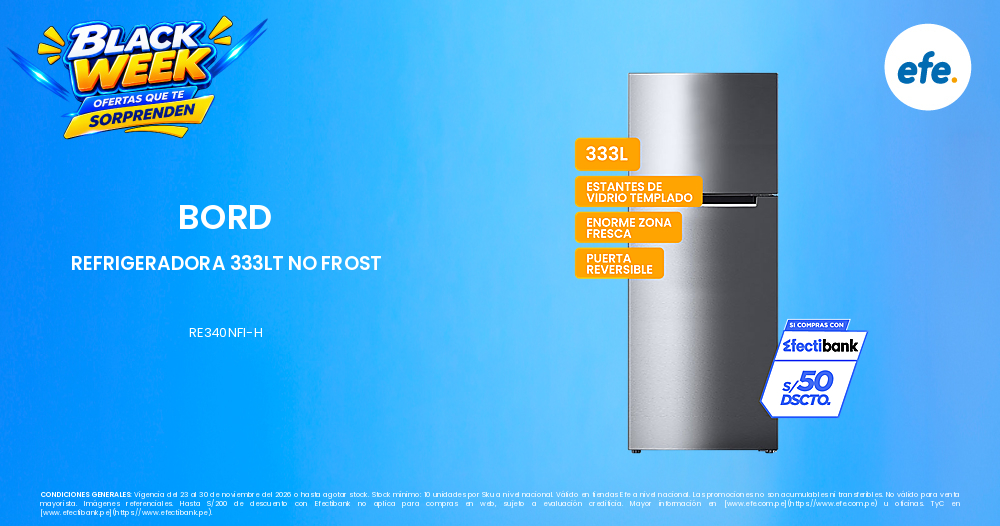 BLACK
WEEK
OFERTAS QUE TE
SORPRENDEN
efe.
BORD
REFRIGERADORA 333LT NO FROST
RE340NFI-H
333L
ESTANTES DE
VIDRIO TEMPLADO
ENORME ZONA
FRESCA
PUERTA
REVERSIBLE
SI COMPRAS CON
Efectibank
S/50
DSCTO.
CONDICIONES GENERALES: Vigencia del 23 al 30 de noviembre del 2026 o hasta agotar stock. Stock mínimo: 10 unidades por Sku a nivel nacional. Válido en tiendas Efe a nivel nacional. Las promociones no son acumulables ni transferibles. No válido para venta
mayorista. Imágenes referenciales. Hasta S/200 de descuento con Efectibank no aplica para compras en web, sujeto a evaluación crediticia. Mayor información en [www.efe.com.pe](https://www.efe.com.pe) u oficinas. TyC en
[www.efectibank.pe](https://www.efectibank.pe).